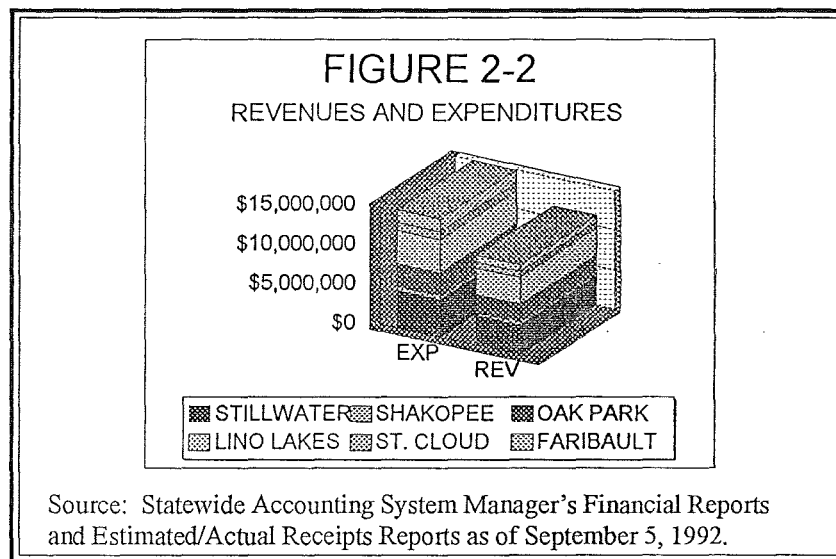 FIGURE 2-2
REVENUES AND EXPENDITURES
$15,000,000
$10,000,000
$5,000,000
$0
EXP
REV
STILLWATER SHAKOPEE OAK PARK
LINO LAKES ST. CLOUD FARIBAULT
Source: Statewide Accounting System Manager's Financial Reports
and Estimated/Actual Receipts Reports as of September 5, 1992.